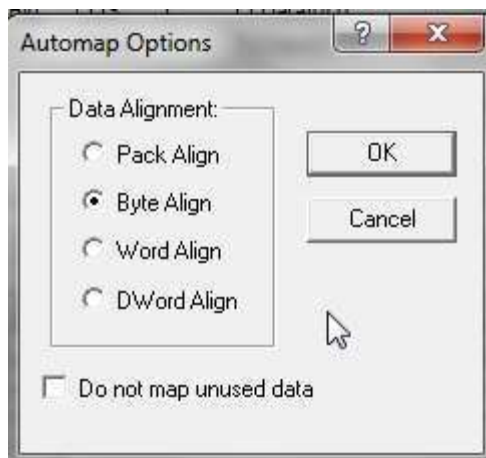 Automap Options
?
X
Data Alignment:
Pack Align
Byte Align
Word Align
DWord Align
OK
Cancel
Do not map unused data